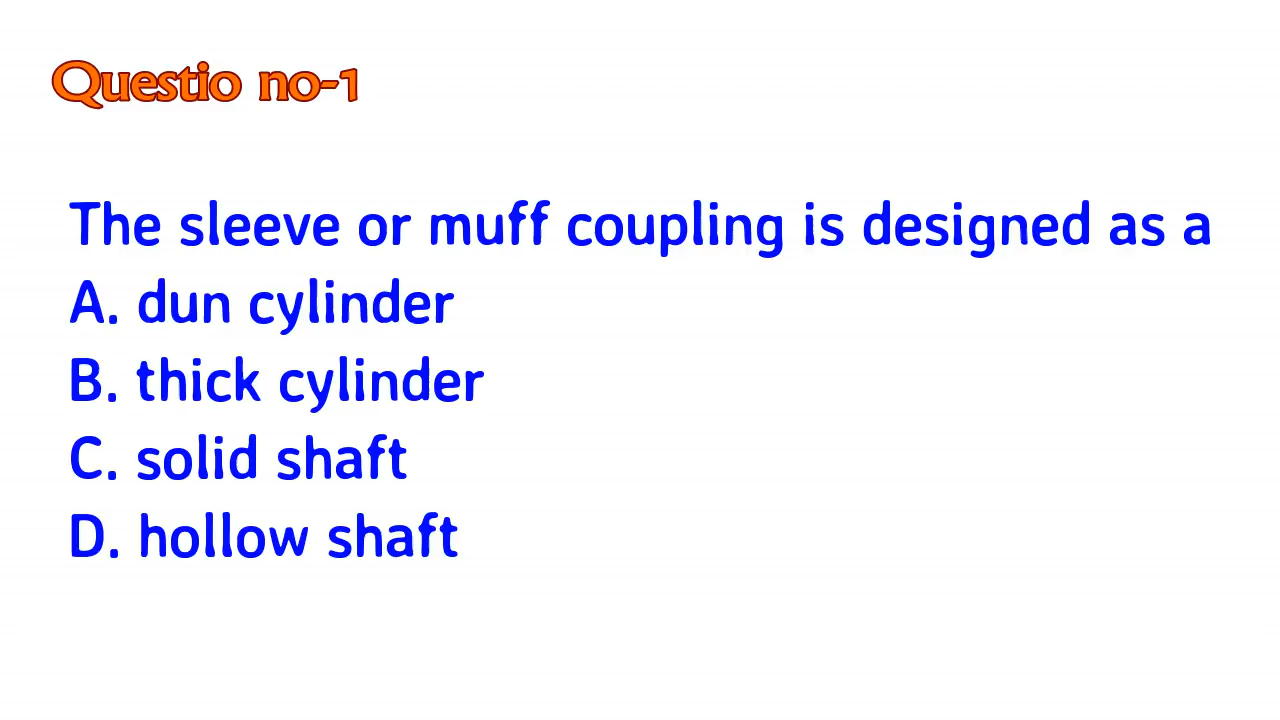 Questio no-1
The sleeve or muff coupling is designed as a
A. dun cylinder
B. thick cylinder
C. solid shaft
D. hollow shaft